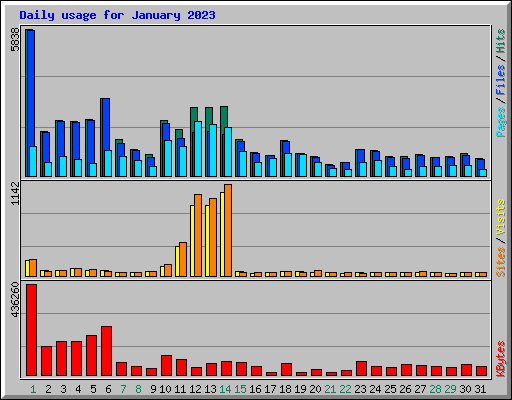 Daily usage for January 2023
5838
Pages/Files/Hits
1142
Sites/Visits
436260
KBytes
1 2 3 4 5 6 7 8 9 10 11 12 13 14 15 16 17 18 19 20 21 22 23 24 25 26 27 28 29 30 31